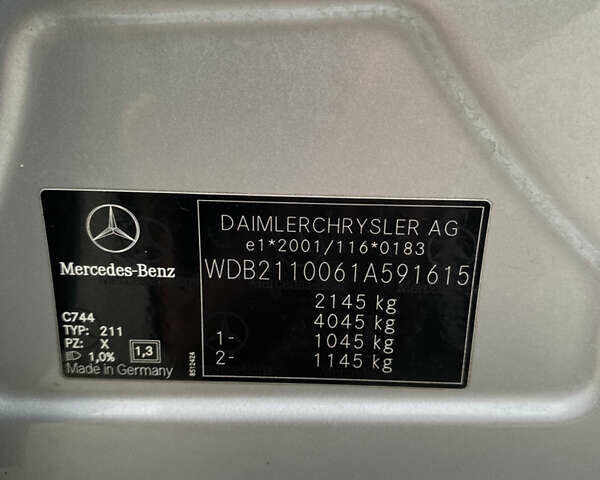 Mercedes-Benz
C744
TYP: 211
PZ: X
1,0% 1,3
Made in Germany
8512424
DAIMLERCHRYSLER AG
e1*2001/116*0183
WDB2110061A591615
2145 kg
4045 kg
1- 1045 kg
2- 1145 kg